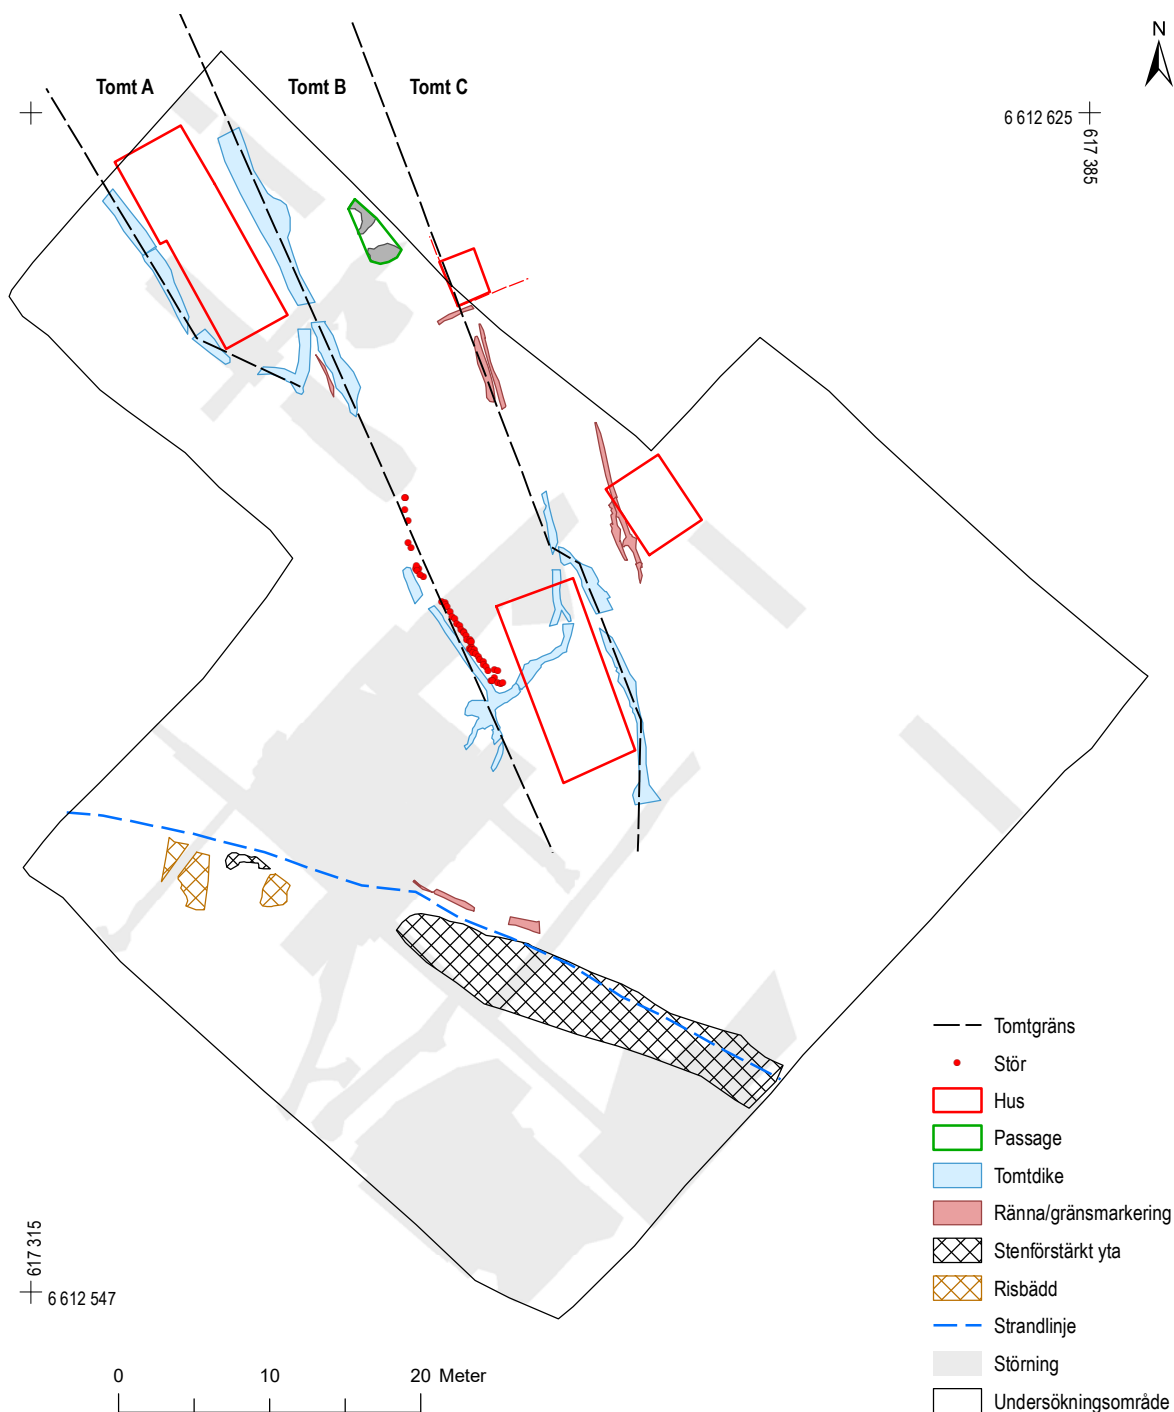 N
Tomt A
Tomt B
Tomt C
6 612 625
617 385
617 315
6 612 547
Tomtgräns
Stör
Hus
Passage
Tomtdike
Ränna/gränsmarkering
Stenförstärkt yta
Risbädd
Strandlinje
Störning
Undersökningsområde
0 10 20 Meter